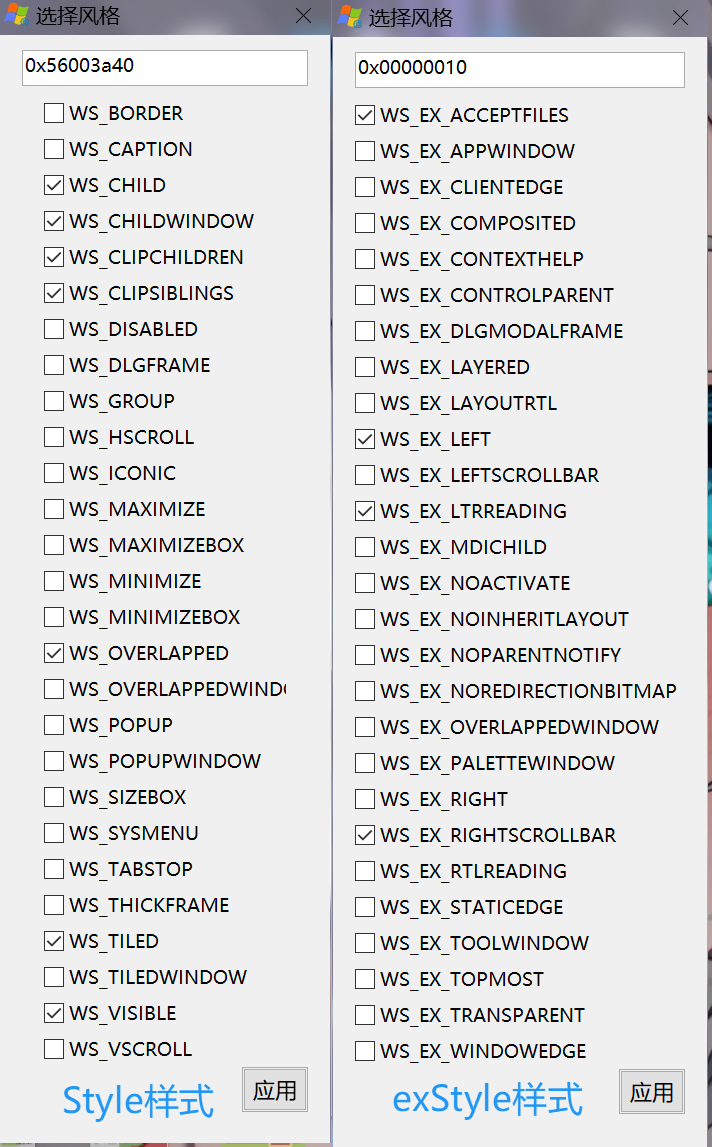 选择风格
0x56003a40
WS_BORDER
WS_CAPTION
WS_CHILD
WS_CHILDWINDOW
WS_CLIPCHILDREN
WS_CLIPSIBLINGS
WS_DISABLED
WS_DLGFRAME
WS_GROUP
WS_HSCROLL
WS_ICONIC
WS_MAXIMIZE
WS_MAXIMIZEBOX
WS_MINIMIZE
WS_MINIMIZEBOX
WS_OVERLAPPED
WS_OVERLAPPEDWIND
WS_POPUP
WS_POPUPWINDOW
WS_SIZEBOX
WS_SYSMENU
WS_TABSTOP
WS_THICKFRAME
WS_TILED
WS_TILEDWINDOW
WS_VISIBLE
WS_VSCROLL
Style样式
应用
选择风格
0x00000010
WS_EX_ACCEPTFILES
WS_EX_APPWINDOW
WS_EX_CLIENTEDGE
WS_EX_COMPOSITED
WS_EX_CONTEXTHELP
WS_EX_CONTROLPARENT
WS_EX_DLGMODALFRAME
WS_EX_LAYERED
WS_EX_LAYOUTRTL
WS_EX_LEFT
WS_EX_LEFTSCROLLBAR
WS_EX_LTRREADING
WS_EX_MDICHILD
WS_EX_NOACTIVATE
WS_EX_NOINHERITLAYOUT
WS_EX_NOPARENTNOTIFY
WS_EX_NOREDIRECTIONBITMAP
WS_EX_OVERLAPPEDWINDOW
WS_EX_PALETTEWINDOW
WS_EX_RIGHT
WS_EX_RIGHTSCROLLBAR
WS_EX_RTLREADING
WS_EX_STATICEDGE
WS_EX_TOOLWINDOW
WS_EX_TOPMOST
WS_EX_TRANSPARENT
WS_EX_WINDOWEDGE
exStyle样式
应用